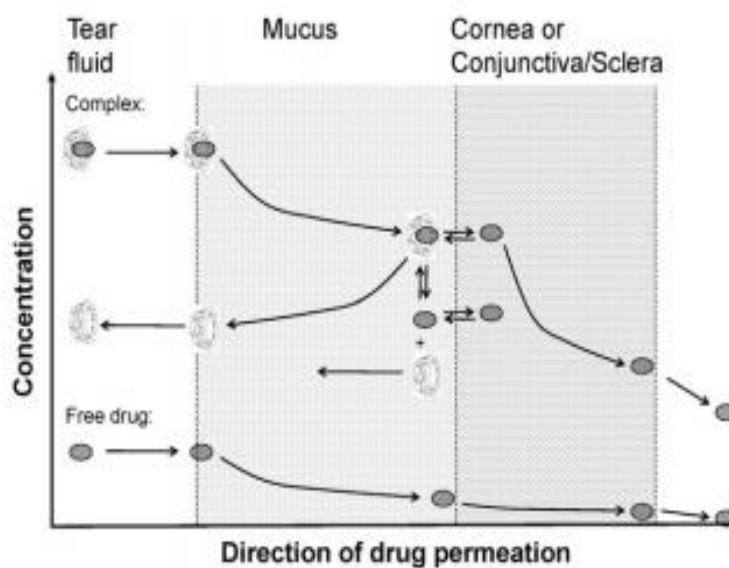 Tear
fluid
Mucus
Cornea or
Conjunctiva/Sclera
Complex:
+
Free drug:
Concentration
Direction of drug permeation